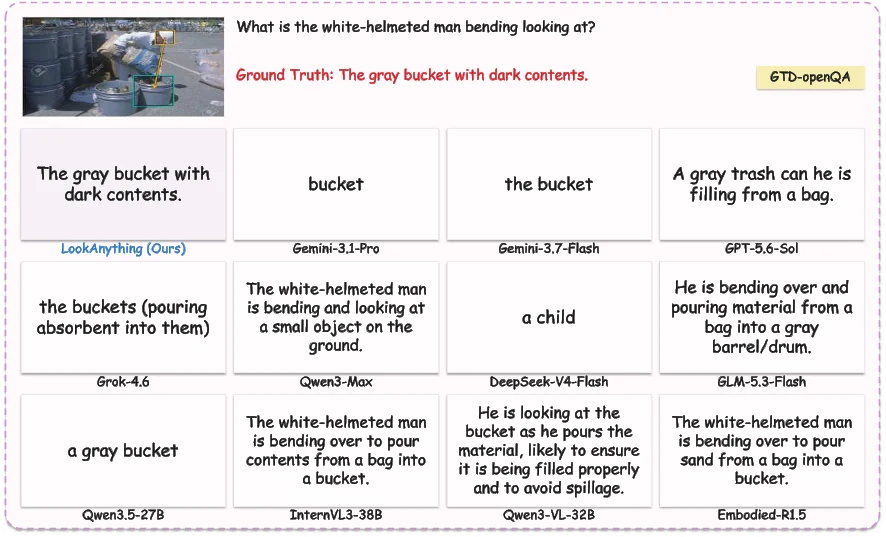 What is the white-helmeted man bending looking at?
Ground Truth: The gray bucket with dark contents.
GTD-openQA
The gray bucket with
dark contents.
LookAnything (Ours)
bucket
Gemini-3.1-Pro
the bucket
Gemini-3.7-Flash
A gray trash can he is
filling from a bag.
GPT-5.6-Sol
the buckets (pouring
absorbent into them)
Grok-4.6
The white-helmeted man
is bending and looking at
a small object on the
ground.
Qwen3-Max
a child
DeepSeek-V4-Flash
He is bending over and
pouring material from a
bag into a gray
barrel/drum.
GLM-5.3-Flash
a gray bucket
Qwen3.5-27B
The white-helmeted man
is bending over to pour
contents from a bag into
a bucket.
InternVL3-38B
He is looking at the
bucket as he pours the
material, likely to ensure
it is being filled properly
and to avoid spillage.
Qwen3-VL-32B
The white-helmeted man
is bending over to pour
sand from a bag into a
bucket.
Embodied-R1.5